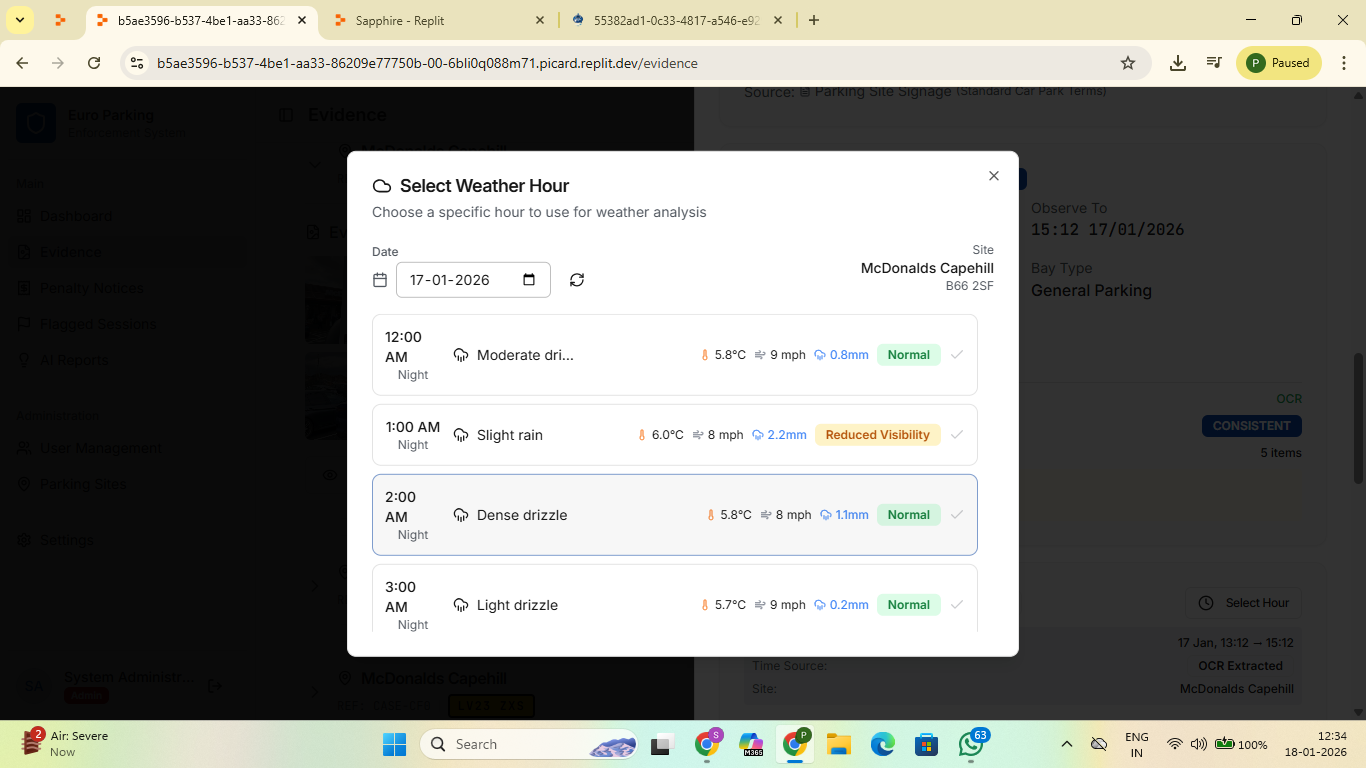 b5ae3596-b537-4be1-aa33-862
Sapphire - Replit
55382ad1-0c33-4817-a546-e92
b5ae3596-b537-4be1-aa33-86209e77750b-00-6bli0q088m71.picard.replit.dev/evidence
P
Paused
Euro Parking
Enforcement System
Main
Dashboard
Evidence
Penalty Notices
Flagged Sessions
AI Reports
Administration
User Management
Parking Sites
Settings
SA
System Administr...
Admin
Evidence
McDonalds Capehill
Source: Parking Site Signage (Standard Car Park Terms)
Observe To
15:12 17/01/2026
Bay Type
General Parking
OCR
CONSISTENT
5 items
Select Hour
17 Jan, 13:12 → 15:12
Time Source:
OCR Extracted
Site:
McDonalds Capehill
McDonalds Capehill
Select Weather Hour
Choose a specific hour to use for weather analysis
Date
17-01-2026
Site
McDonalds Capehill
B66 2SF
12:00
AM
Night
Moderate dri...
5.8°C 9 mph 0.8mm Normal
1:00 AM
Night
Slight rain
6.0°C 8 mph 2.2mm Reduced Visibility
2:00
AM
Night
Dense drizzle
5.8°C 8 mph 1.1mm Normal
3:00
AM
Night
Light drizzle
5.7°C 9 mph 0.2mm Normal
2
Air: Severe
Now
Search
S
M365
P
63
ENG
IN
100%
12:34
18-01-2026